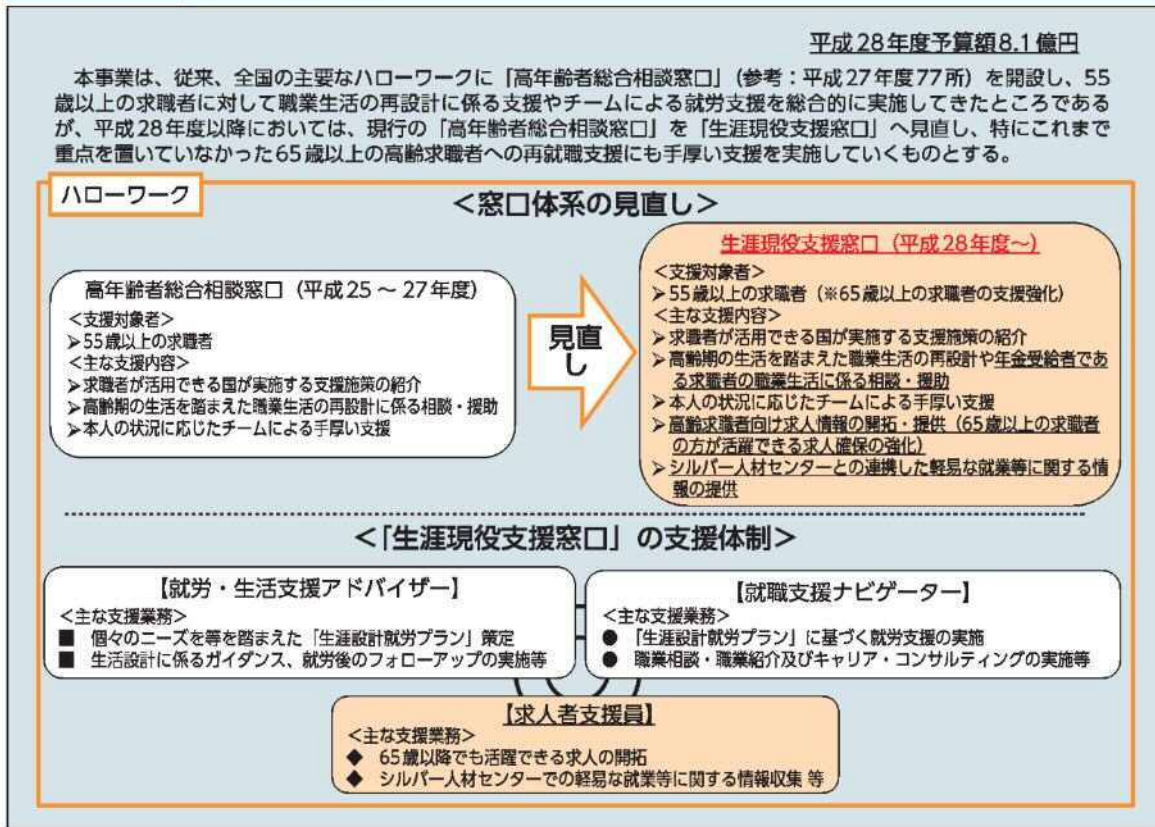 平成28年度予算額8.1億円
本事業は、従来、全国の主要なハローワークに「高年齢者総合相談窓口」(参考:平成27年度77所)を開設し、55
歳以上の求職者に対して職業生活の再設計に係る支援やチームによる就労支援を総合的に実施してきたところである
が、平成28年度以降においては、現行の「高年齢者総合相談窓口」を「生涯現役支援窓口」へ見直し、特にこれまで
重点を置いていなかった65歳以上の高齢求職者への再就職支援にも手厚い支援を実施していくものとする。
ハローワーク
<窓口体系の見直し>
高年齢者総合相談窓口(平成25~27年度)
<支援対象者>
➤55歳以上の求職者
<主な支援内容>
➤求職者が活用できる国が実施する支援施策の紹介
➤高齢期の生活を踏まえた職業生活の再設計に係る相談・援助
➤本人の状況に応じたチームによる手厚い支援
見直
し
生涯現役支援窓口(平成28年度~)
<支援対象者>
➤55歳以上の求職者(※65歳以上の求職者の支援強化)
<主な支援内容>
➤求職者が活用できる国が実施する支援施策の紹介
➤高齢期の生活を踏まえた職業生活の再設計や年金受給者であ
る求職者の職業生活に係る相談・援助
➤本人の状況に応じたチームによる手厚い支援
➤高齢求職者向け求人情報の開拓・提供(65歳以上の求職者
の方が活躍できる求人確保の強化)
➤シルバー人材センターとの連携した軽易な就業等に関する情
報の提供
<「生涯現役支援窓口」の支援体制>
【就労・生活支援アドバイザー】
<主な支援業務>
■ 個々のニーズを等を踏まえた「生涯設計就労プラン」策定
■ 生活設計に係るガイダンス、就労後のフォローアップの実施等
【就職支援ナビゲーター】
<主な支援業務>
● 「生涯設計就労プラン」に基づく就労支援の実施
● 職業相談・職業紹介及びキャリア・コンサルティングの実施等
【求人者支援員】
<主な支援業務>
◆ 65歳以降でも活躍できる求人の開拓
◆ シルバー人材センターでの軽易な就業等に関する情報収集 等